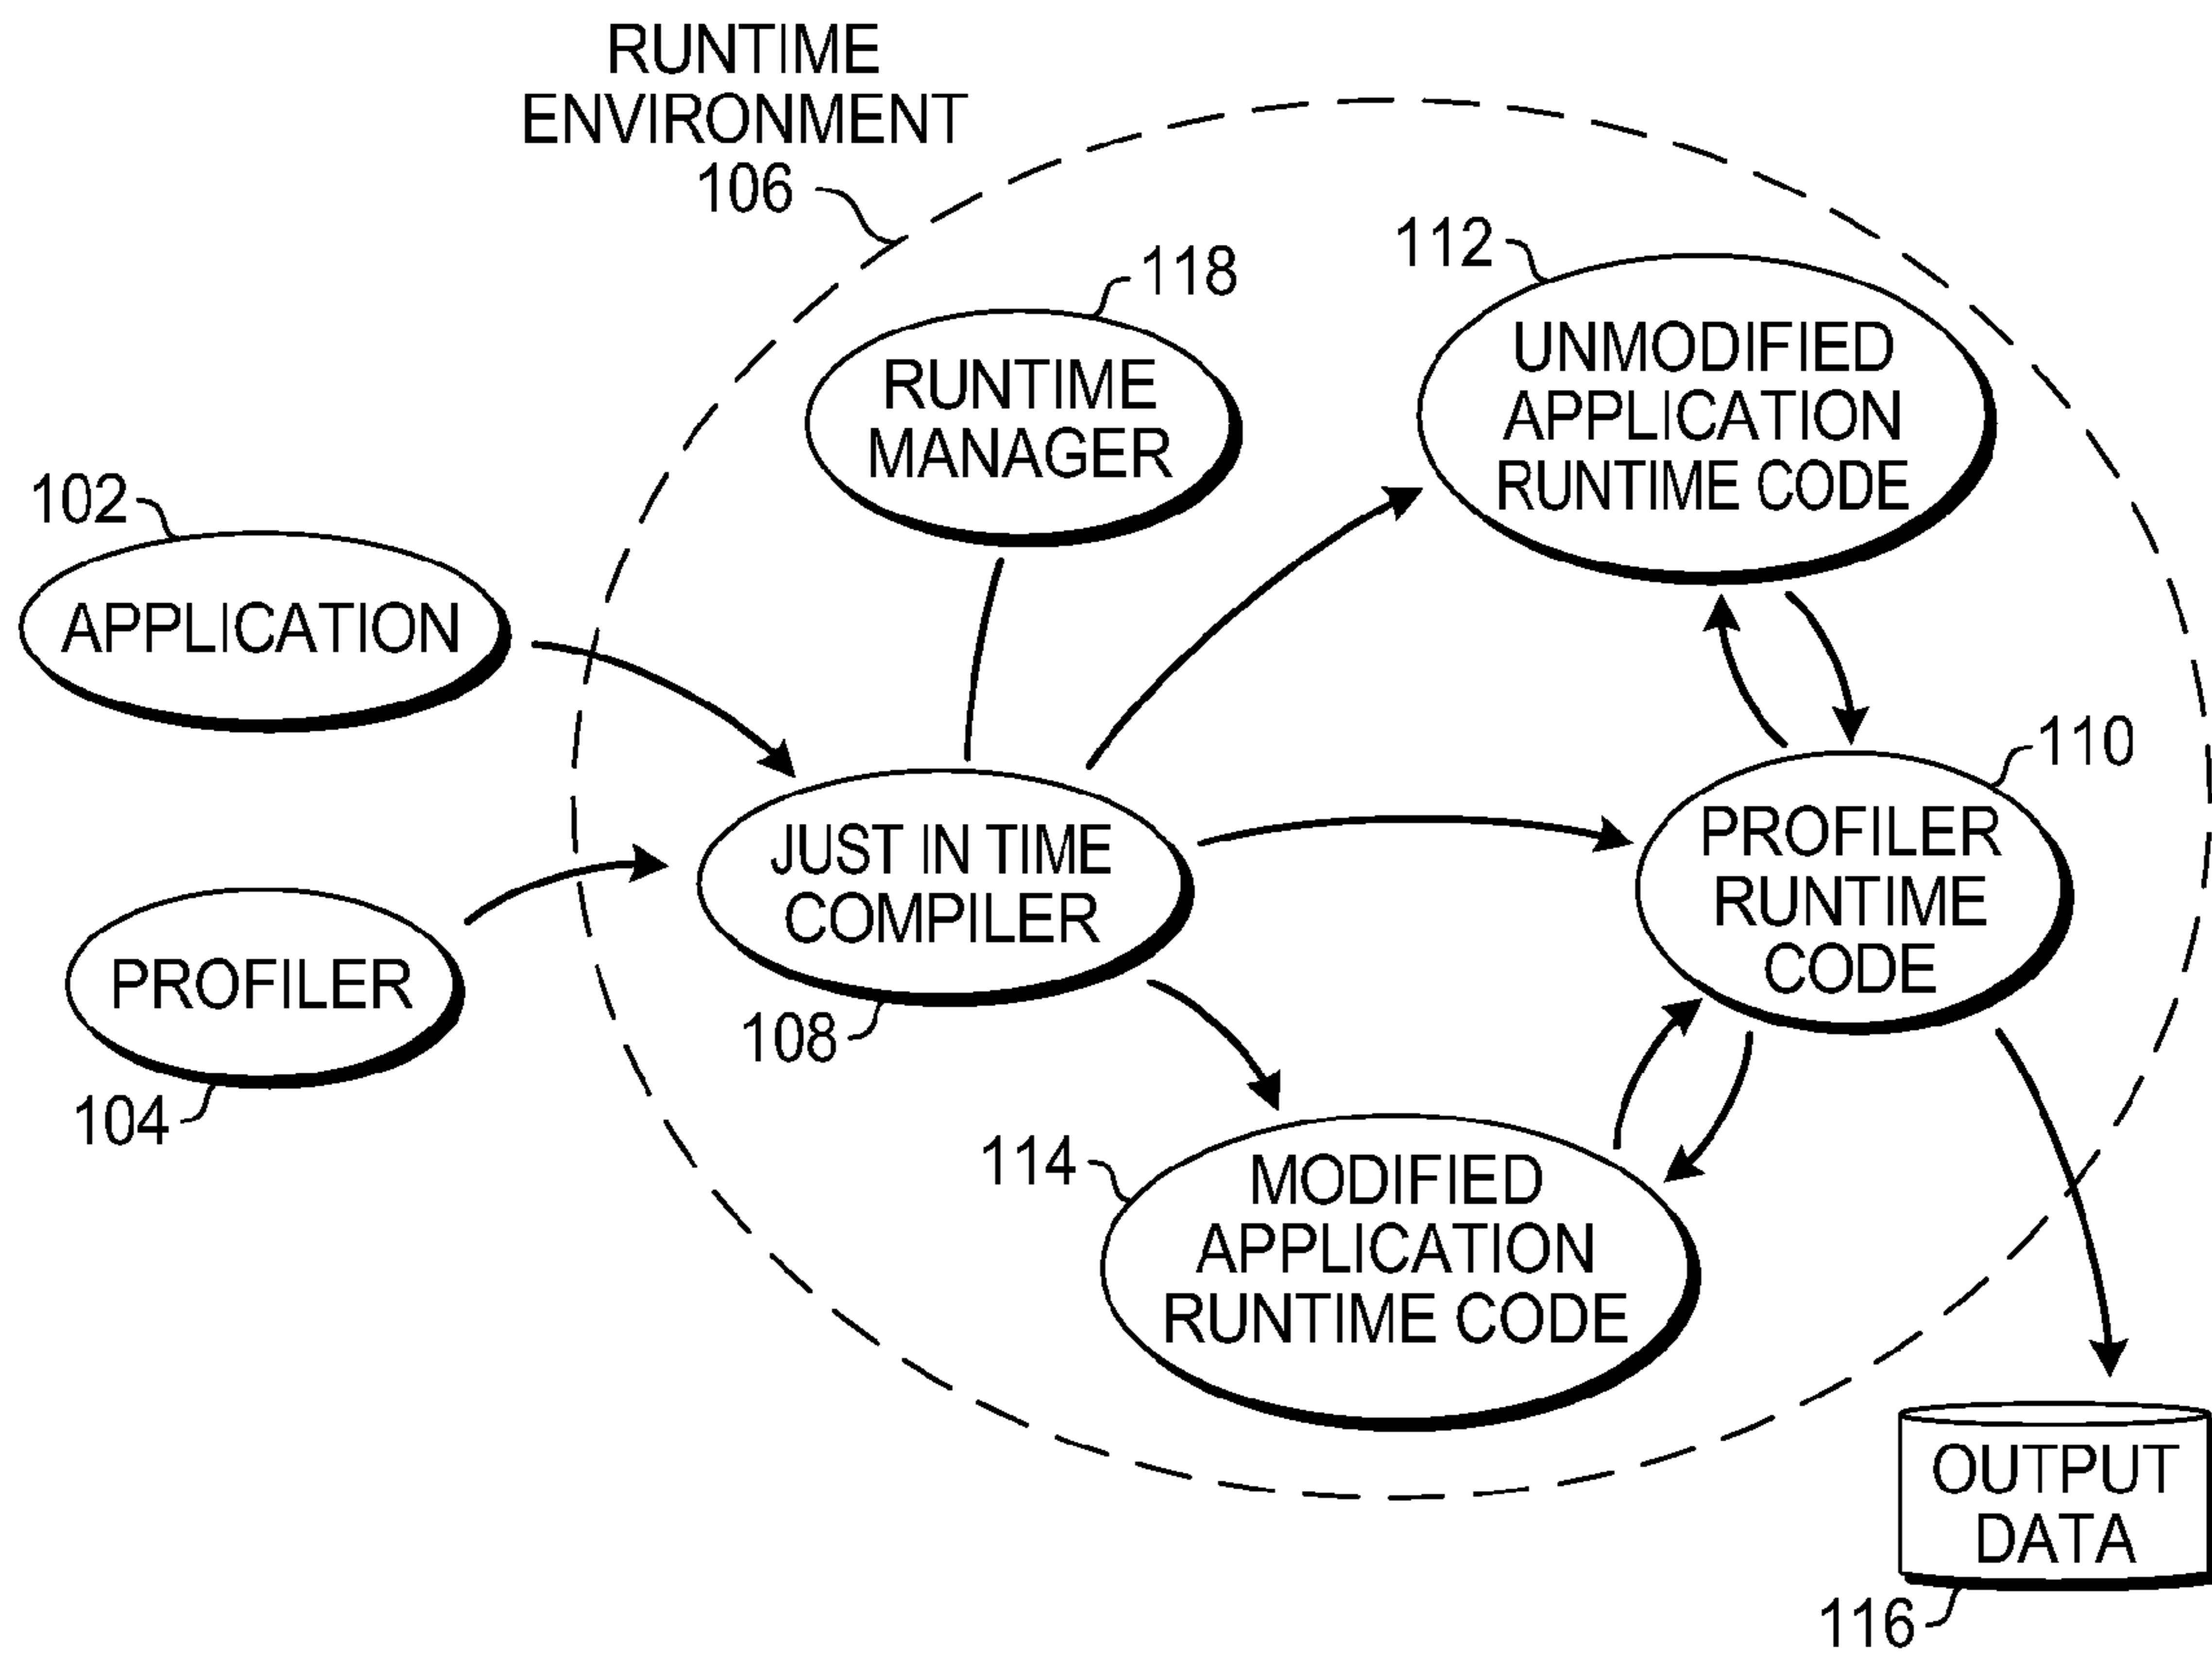 RUNTIME
ENVIRONMENT
106
118
112
RUNTIME
MANAGER
UNMODIFIED
APPLICATION
RUNTIME CODE
102
APPLICATION
110
JUST IN TIME
COMPILER
108
PROFILER
RUNTIME
CODE
PROFILER
104
114
MODIFIED
APPLICATION
RUNTIME CODE
OUTPUT
DATA
116